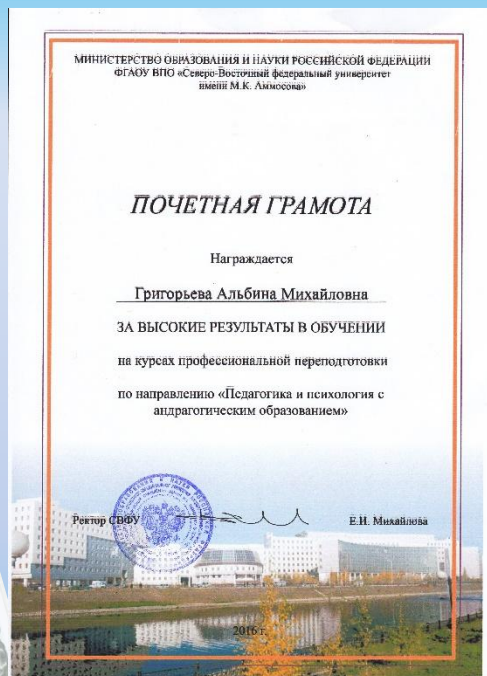 МИНИСТЕРСТВО ОБРАЗОВАНИЯ И НАУКИ РОССИЙСКОЙ ФЕДЕРАЦИИ
ФГАОУ ВПО «Северо-Восточный федеральный университет
имени М.К. Аммосова»
ПОЧЕТНАЯ ГРАМОТА
Награждается
Григорьева Альбина Михайловна
ЗА ВЫСОКИЕ РЕЗУЛЬТАТЫ В ОБУЧЕНИИ
на курсах профессиональной переподготовки
по направлению «Педагогика и психология с
андрагогическим образованием»
Ректор СВФУ Е.И. Михайлова
2016 г.